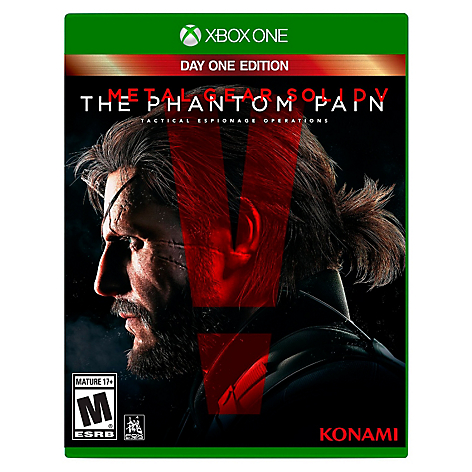 XBOX ONE
DAY ONE EDITION
METAL GEAR SOLID V
THE PHANTOM PAIN
TACTICAL ESPIONAGE OPERATIONS
MATURE 17+
M
ESRB
KONAMI